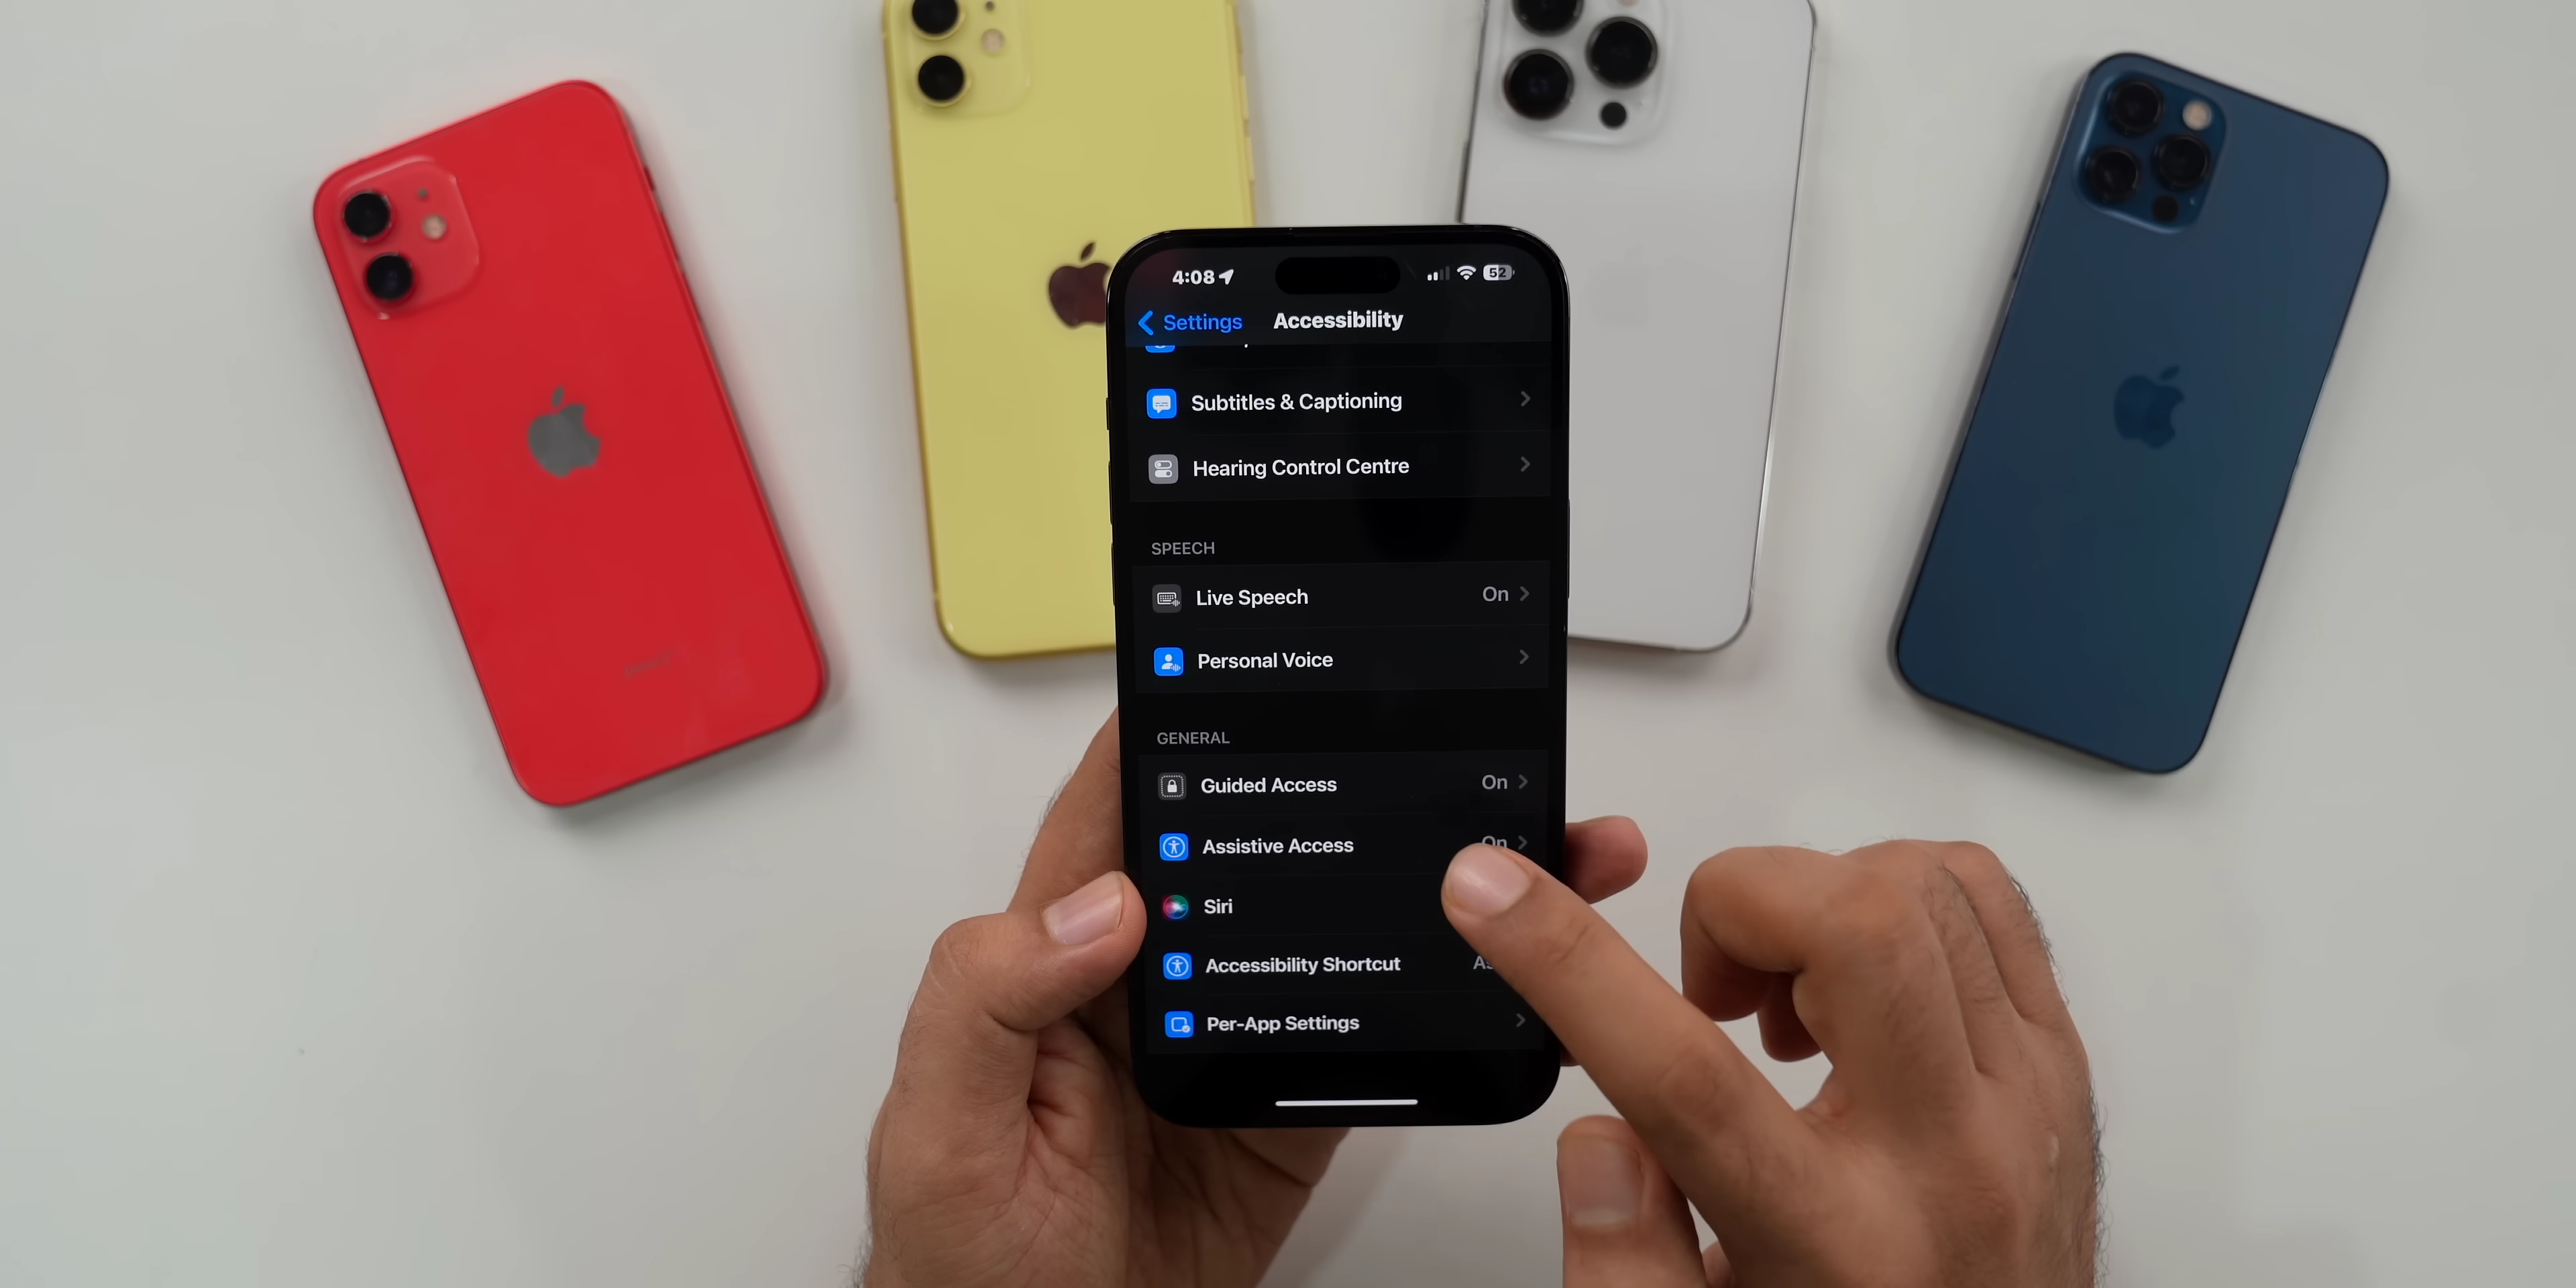 4:08 52
Settings Accessibility
Subtitles & Captioning
Hearing Control Centre
SPEECH
Live Speech On
Personal Voice
GENERAL
Guided Access On
Assistive Access On
Siri
Accessibility Shortcut
Per-App Settings